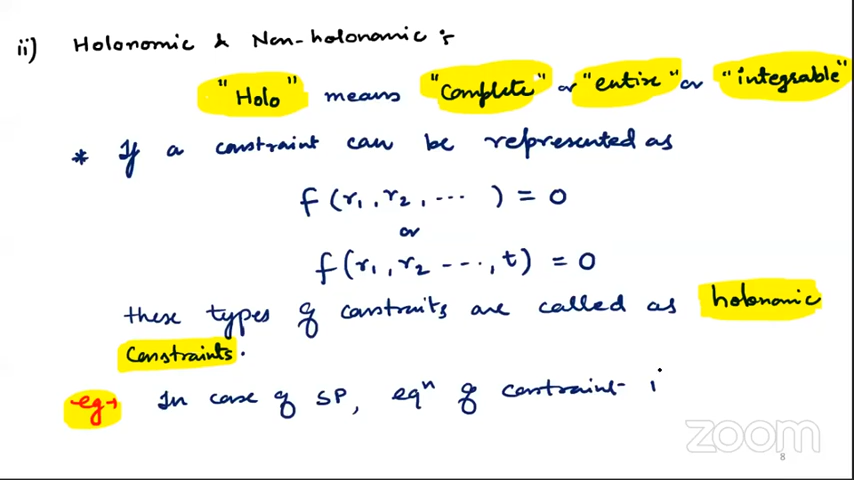 ii) Holonomic & Non-holonomic :-
"Holo" means "Complete" or "entire" or "integrable"
* If a constraint can be represented as
f (r₁, r₂, ... ) = 0
or
f (r₁, r₂ ---., t) = 0
these types of constraits are called as holonomic
constraints.
eg→ In case of SP, eqⁿ of constraint i
zoom
8